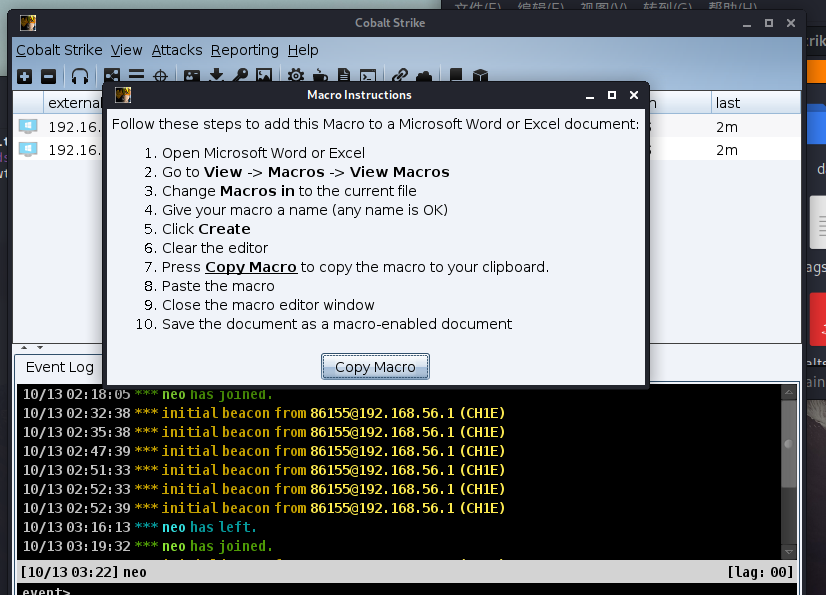 文件(F) 编辑(E) 视图(V) 转到(G) 帮助(H)
Cobalt Strike
Cobalt Strike View Attacks Reporting Help
Macro Instructions
external
last
192.16
2m
192.16
2m
Follow these steps to add this Macro to a Microsoft Word or Excel document:
1. Open Microsoft Word or Excel
2. Go to View -> Macros -> View Macros
3. Change Macros in to the current file
4. Give your macro a name (any name is OK)
5. Click Create
6. Clear the editor
7. Press Copy Macro to copy the macro to your clipboard.
8. Paste the macro
9. Close the macro editor window
10. Save the document as a macro-enabled document
Copy Macro
Event Log
10/13 02:18:05 *** neo has joined.
10/13 02:32:38 *** initial beacon from 86155@192.168.56.1 (CH1E)
10/13 02:35:38 *** initial beacon from 86155@192.168.56.1 (CH1E)
10/13 02:47:39 *** initial beacon from 86155@192.168.56.1 (CH1E)
10/13 02:51:33 *** initial beacon from 86155@192.168.56.1 (CH1E)
10/13 02:52:33 *** initial beacon from 86155@192.168.56.1 (CH1E)
10/13 02:52:39 *** initial beacon from 86155@192.168.56.1 (CH1E)
10/13 03:16:13 *** neo has left.
10/13 03:19:32 *** neo has joined.
[10/13 03:22] neo [lag: 00]
event>